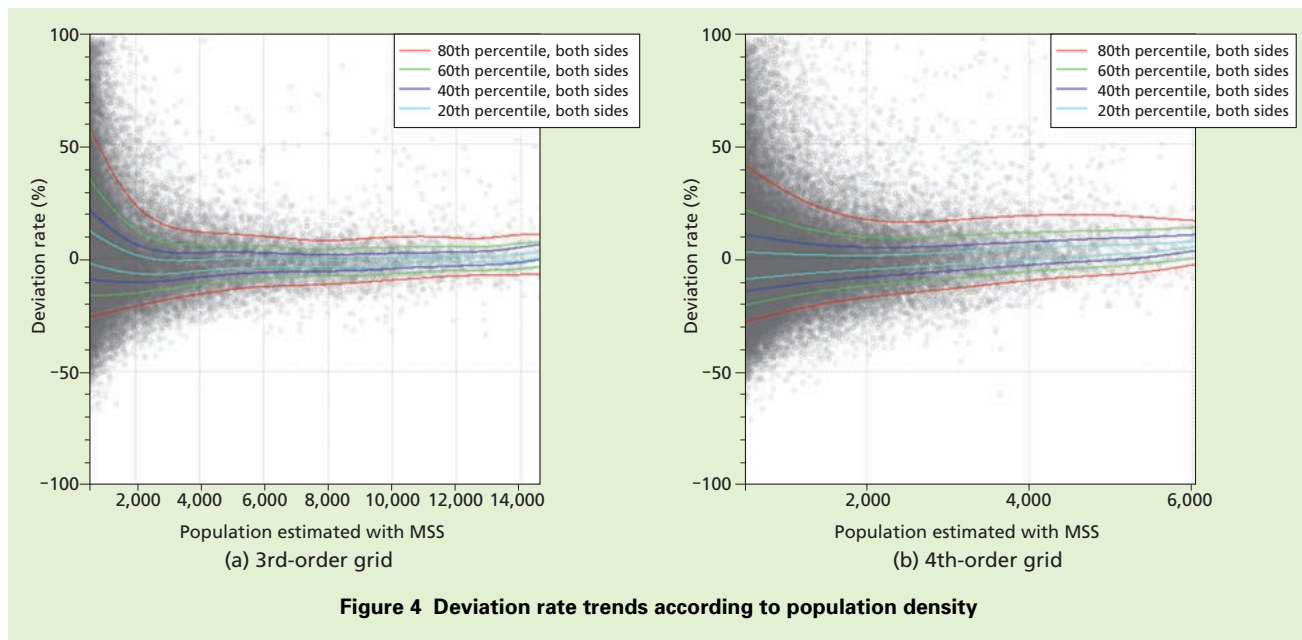 100
50
0
−50
−100
Deviation rate (%)
80th percentile, both sides
60th percentile, both sides
40th percentile, both sides
20th percentile, both sides
2,000 4,000 6,000 8,000 10,000 12,000 14,000
Population estimated with MSS
(a) 3rd-order grid
100
50
0
−50
−100
Deviation rate (%)
80th percentile, both sides
60th percentile, both sides
40th percentile, both sides
20th percentile, both sides
2,000 4,000 6,000
Population estimated with MSS
(b) 4th-order grid
Figure 4 Deviation rate trends according to population density